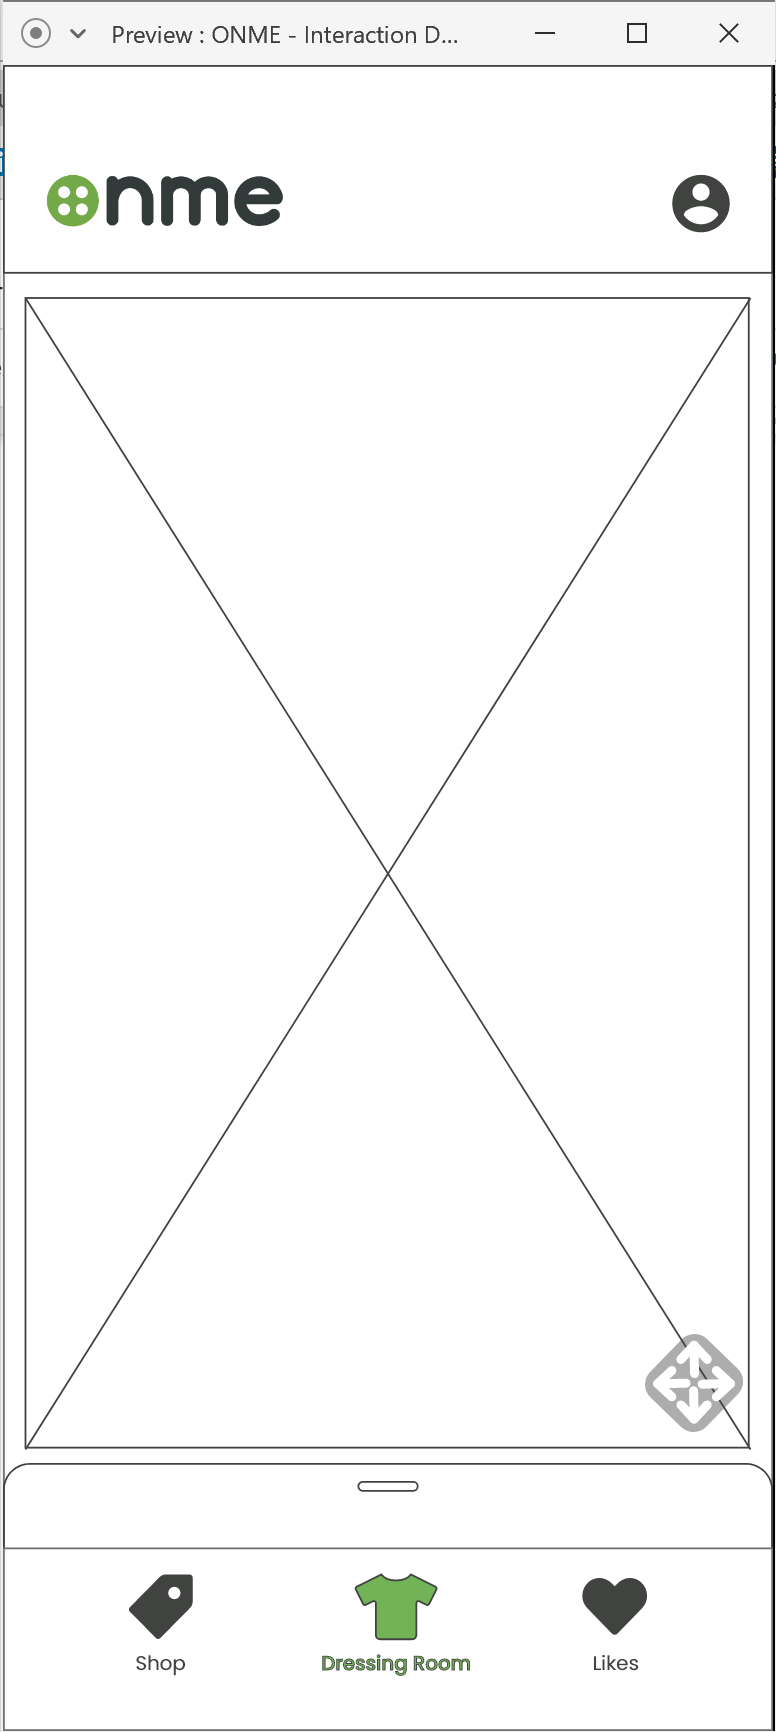 Preview : ONME - Interaction D...
onme
Shop
Dressing Room
Likes